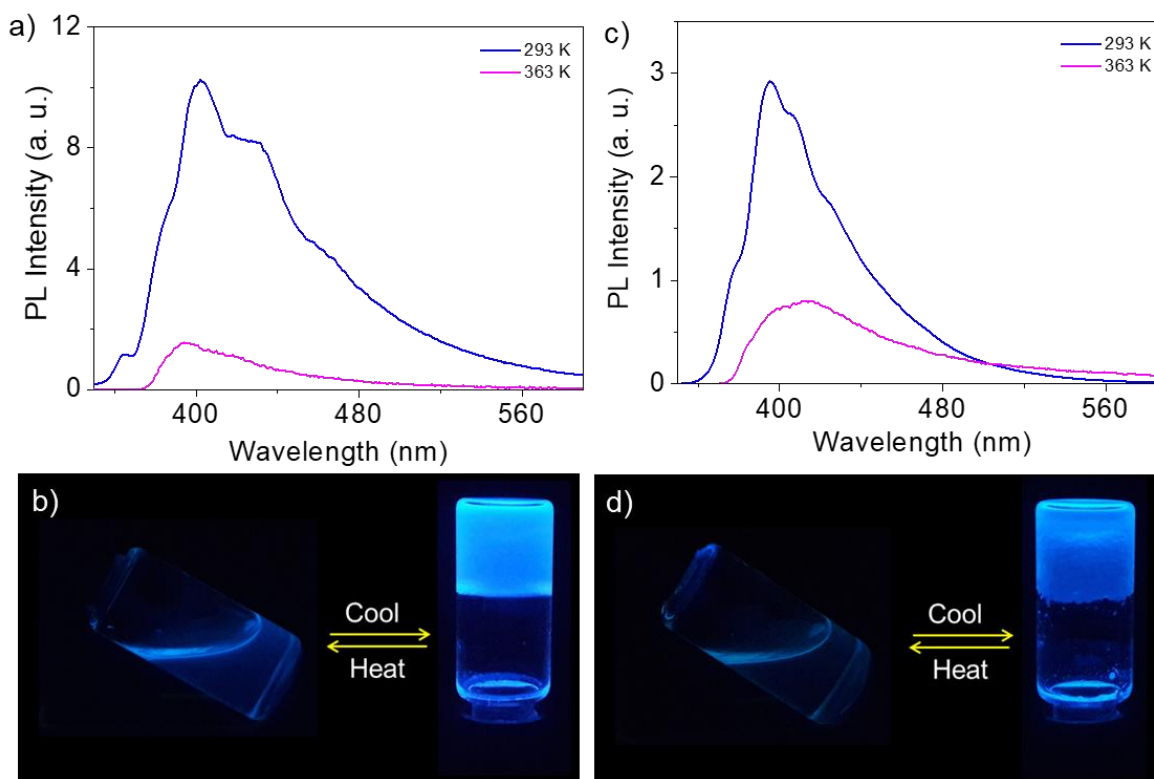 a)
12
8
4
0
PL Intensity (a. u.)
293 K
363 K
400
480
560
Wavelength (nm)
c)
3
2
1
0
PL Intensity (a. u.)
293 K
363 K
400
480
560
Wavelength (nm)
b)
Cool
Heat
d)
Cool
Heat